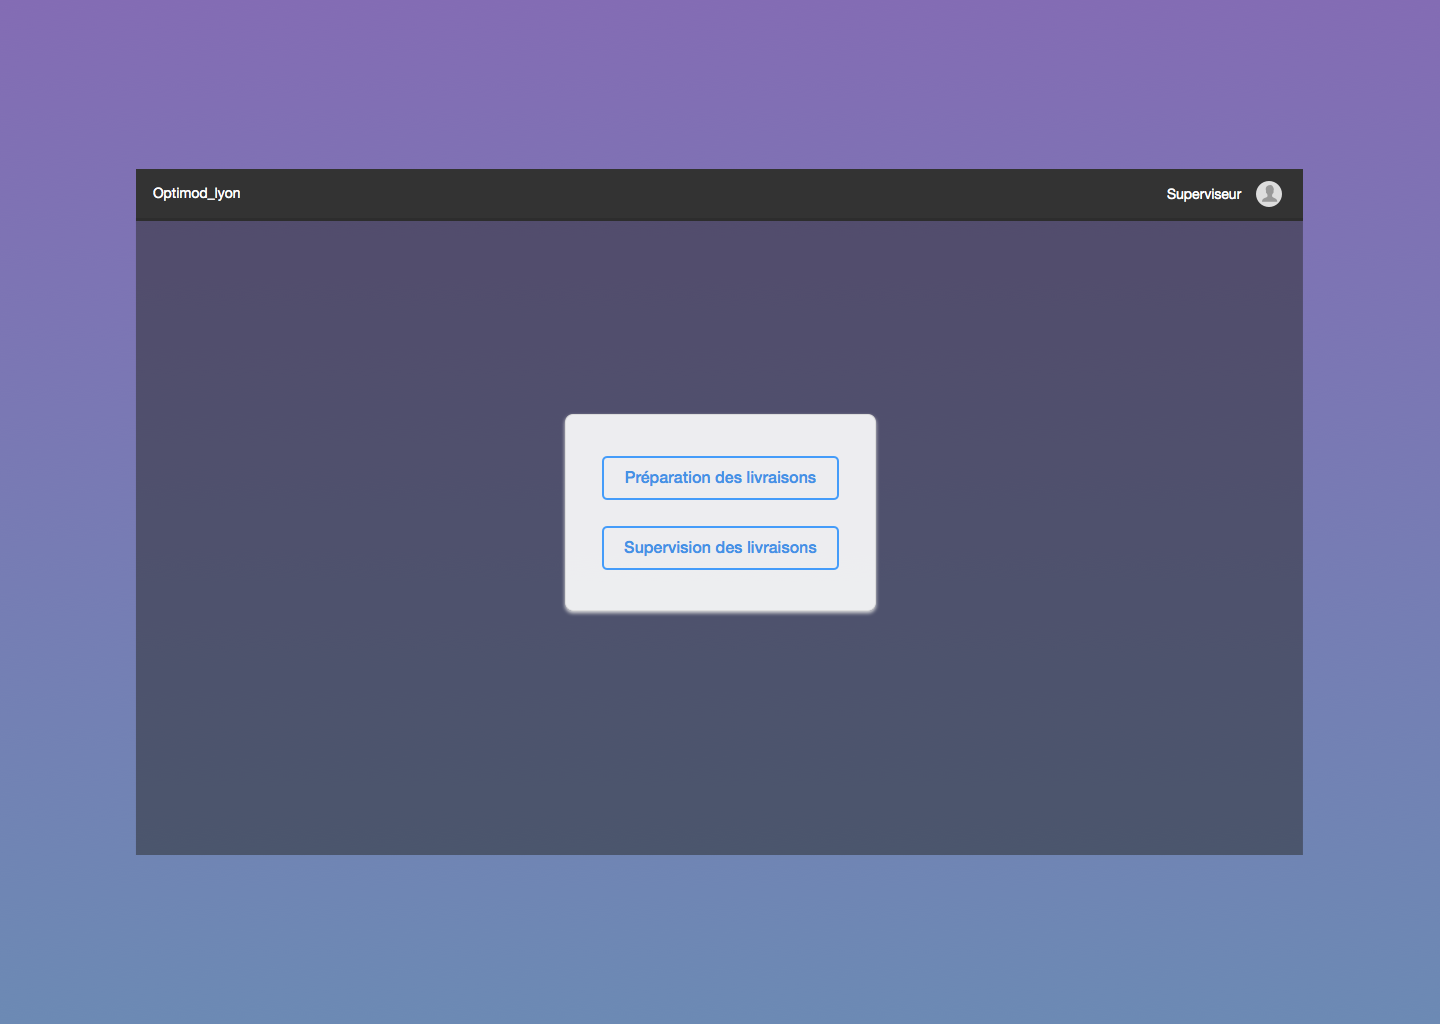 Optimod_lyon
Superviseur
Préparation des livraisons
Supervision des livraisons